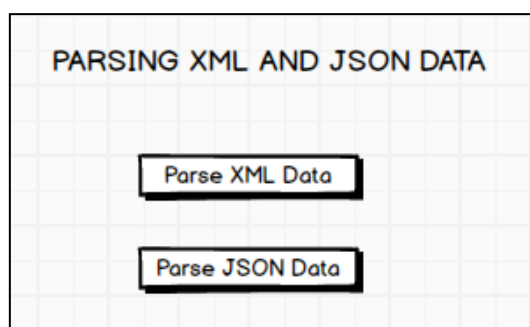 PARSING XML AND JSON DATA
Parse XML Data
Parse JSON Data